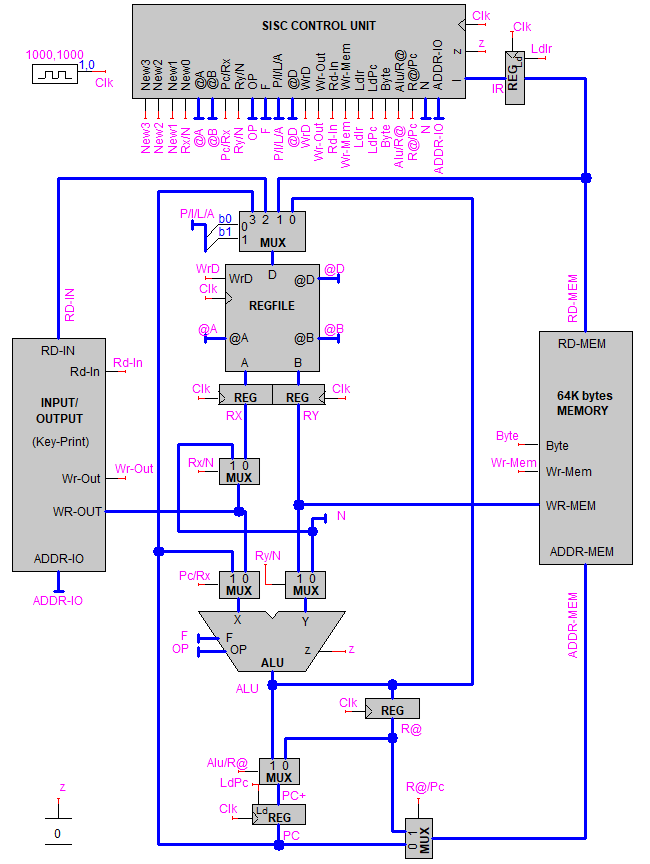 SISC CONTROL UNIT
Clk
z
z
I
IR
Clk
REG
Ld
LdIr
1000,1000
1,0
Clk
New3
New2
New1
New0
@A
@B
Pc/Rx
Ry/N
OP
F
P/I/L/A
@D
WrD
Wr-Out
Rd-In
Wr-Mem
LdIr
LdPc
Byte
Alu/R@
R@/Pc
N
ADDR-IO
New3
New2
New1
Rx/N
@A
@B
Pc/Rx
Ry/N
OP
F
P/I/L/A
@D
WrD
Wr-Out
Rd-In
Wr-Mem
LdIr
LdPc
Byte
Alu/R@
R@/Pc
N
ADDR-IO
P/I/L/A
b0
b1
0
1
3 2 1 0
MUX
RD-IN
RD-MEM
WrD
Clk
WrD
D
@D
@D
REGFILE
@A
@A
@B
@B
A
B
Clk
REG
REG
Clk
RX
RY
RD-IN
Rd-In
Rd-In
INPUT/
OUTPUT
(Key-Print)
Wr-Out
Wr-Out
WR-OUT
ADDR-IO
ADDR-IO
RD-MEM
64K bytes
MEMORY
Byte
Byte
Wr-Mem
Wr-Mem
WR-MEM
ADDR-MEM
ADDR-MEM
Rx/N
1 0
MUX
N
Ry/N
Pc/Rx
1 0
MUX
1 0
MUX
X
Y
F
F
OP
OP
z
z
ALU
ALU
Clk
REG
R@
Alu/R@
1 0
MUX
LdPc
PC+
Clk
Ld
REG
PC
R@/Pc
0 1
MUX
z
0